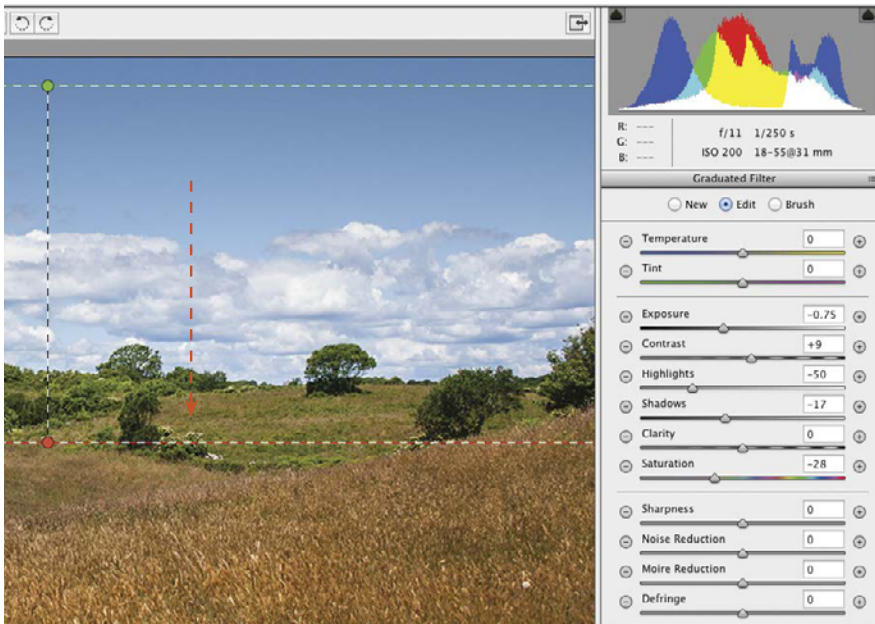 R: ---
G: ---
B: ---
f/11 1/250 s
ISO 200 18-55@31 mm
Graduated Filter
New Edit Brush
Temperature 0
Tint 0
Exposure -0.75
Contrast +9
Highlights -50
Shadows -17
Clarity 0
Saturation -28
Sharpness 0
Noise Reduction 0
Moire Reduction 0
Defringe 0